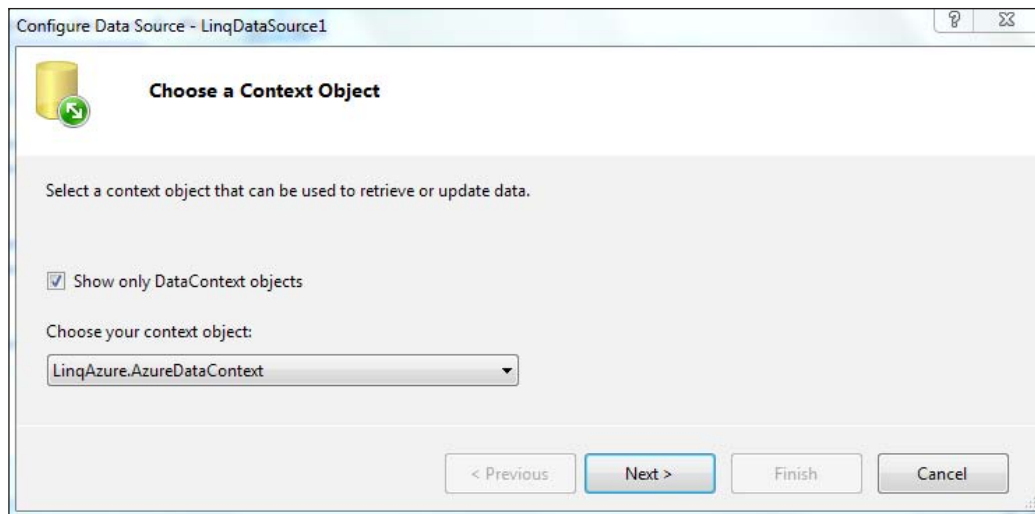 Configure Data Source - LinqDataSource1
?
Choose a Context Object
Select a context object that can be used to retrieve or update data.
Show only DataContext objects
Choose your context object:
LinqAzure.AzureDataContext
< Previous Next > Finish Cancel